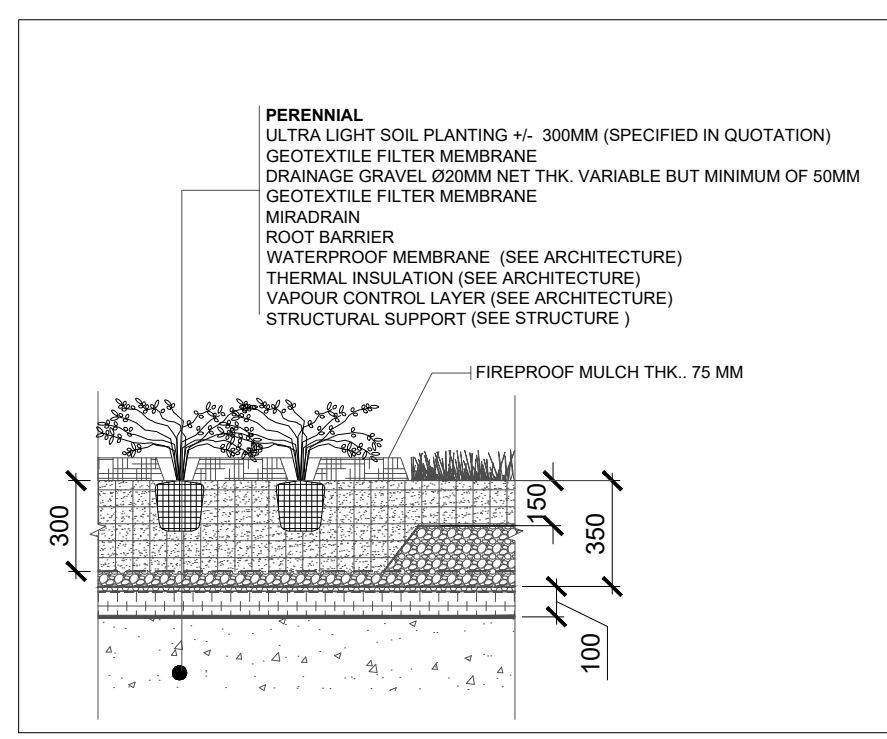 PERENNIAL
ULTRA LIGHT SOIL PLANTING +/- 300MM (SPECIFIED IN QUOTATION)
GEOTEXTILE FILTER MEMBRANE
DRAINAGE GRAVEL Ø20MM NET THK. VARIABLE BUT MINIMUM OF 50MM
GEOTEXTILE FILTER MEMBRANE
MIRADRAIN
ROOT BARRIER
WATERPROOF MEMBRANE (SEE ARCHITECTURE)
THERMAL INSULATION (SEE ARCHITECTURE)
VAPOUR CONTROL LAYER (SEE ARCHITECTURE)
STRUCTURAL SUPPORT (SEE STRUCTURE )
FIREPROOF MULCH THK.. 75 MM
300
150
350
100